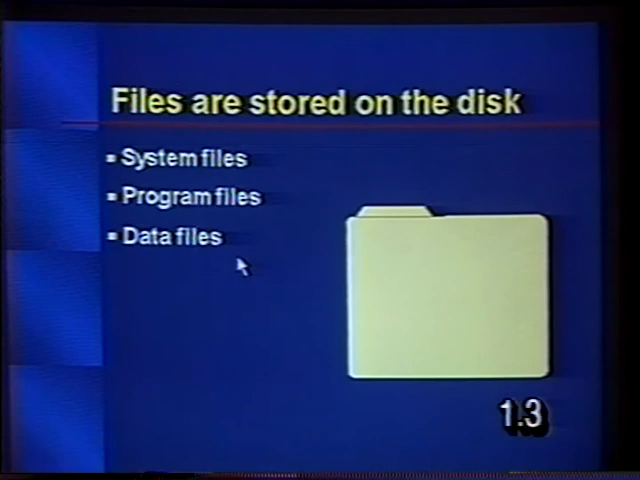 Files are stored on the disk
▪ System files
▪ Program files
▪ Data files
1.3